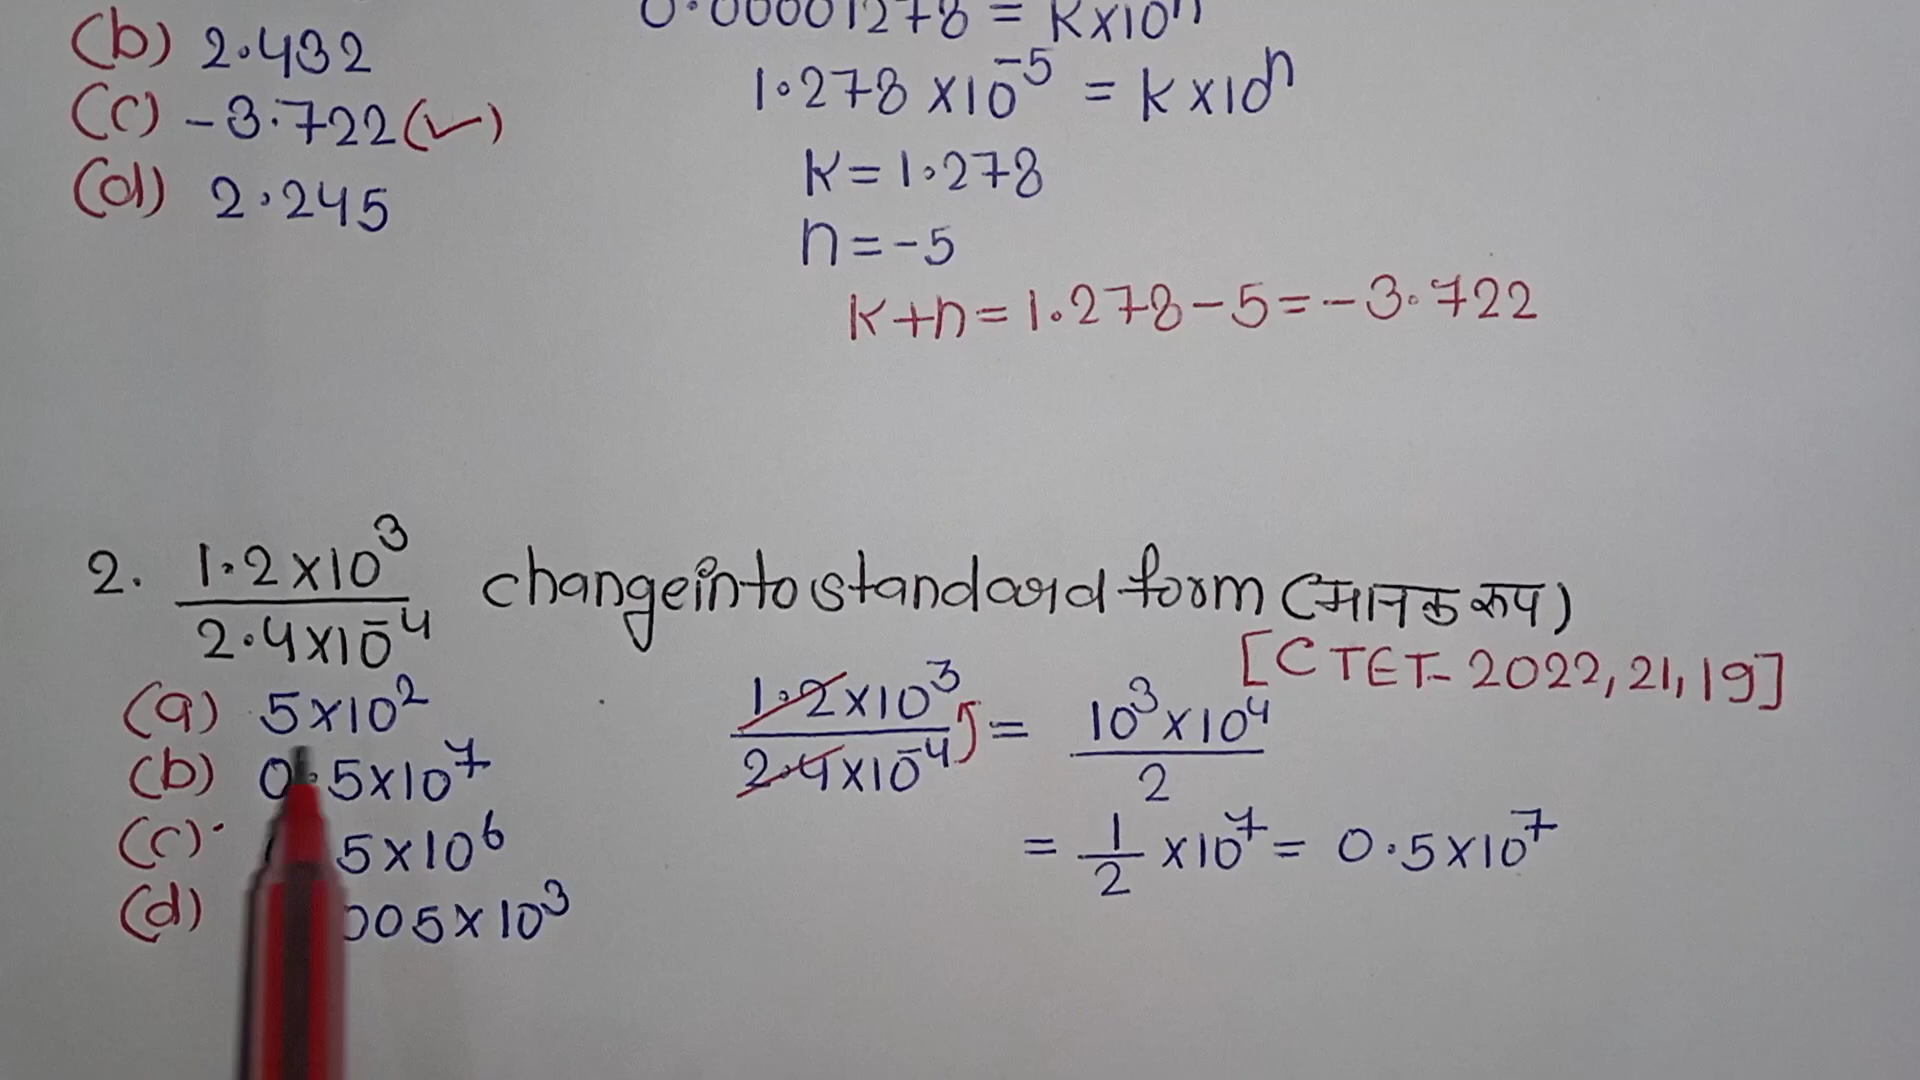 (b) 2.432
0.00001278 = K×10ⁿ
1.278 ×10⁻⁵ = K×10ⁿ
(c) -3.722(✓)
K=1.278
(d) 2.245
n=-5
K+n=1.278-5=-3.722
2. 1.2×10³ / 2.4×10⁻⁴ change into standard form (मानक रूप)
[CTET-2022,21,19]
(a) 5×10²
(b) 0.5×10⁷
(c) 5×10⁶
(d) 005×10³
1.2×10³ / 2.4×10⁻⁴ = 10³×10⁴ / 2
= 1/2 ×10⁷= 0.5×10⁷